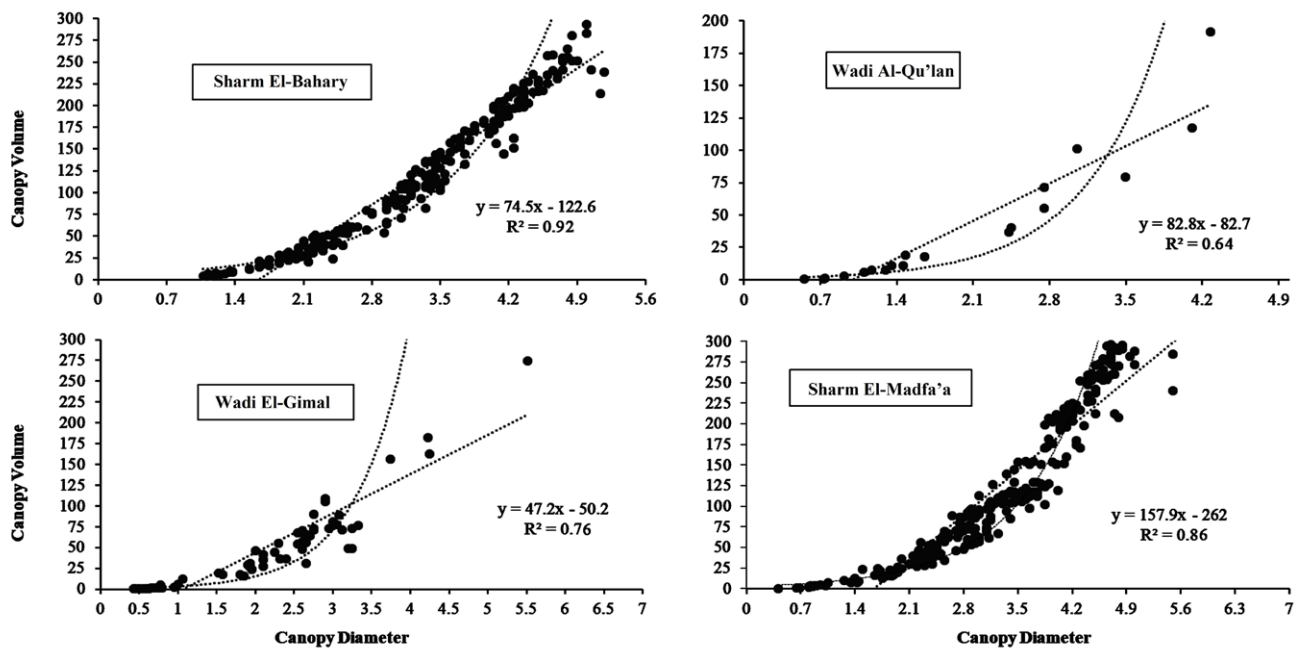 300
275
250
225
200
175
150
125
100
75
50
25
0
Canopy Volume
Sharm El-Bahary
y = 74.5x - 122.6
R² = 0.92
0 0.7 1.4 2.1 2.8 3.5 4.2 4.9 5.6
200
175
150
125
100
75
50
25
0
Wadi Al-Qu'lan
y = 82.8x - 82.7
R² = 0.64
0 0.7 1.4 2.1 2.8 3.5 4.2 4.9
300
275
250
225
200
175
150
125
100
75
50
25
0
Canopy Volume
Wadi El-Gimal
y = 47.2x - 50.2
R² = 0.76
0 0.5 1 1.5 2 2.5 3 3.5 4 4.5 5 5.5 6 6.5 7
Canopy Diameter
300
275
250
225
200
175
150
125
100
75
50
25
0
Sharm El-Madfa'a
y = 157.9x - 262
R² = 0.86
0 0.7 1.4 2.1 2.8 3.5 4.2 4.9 5.6 6.3 7
Canopy Diameter